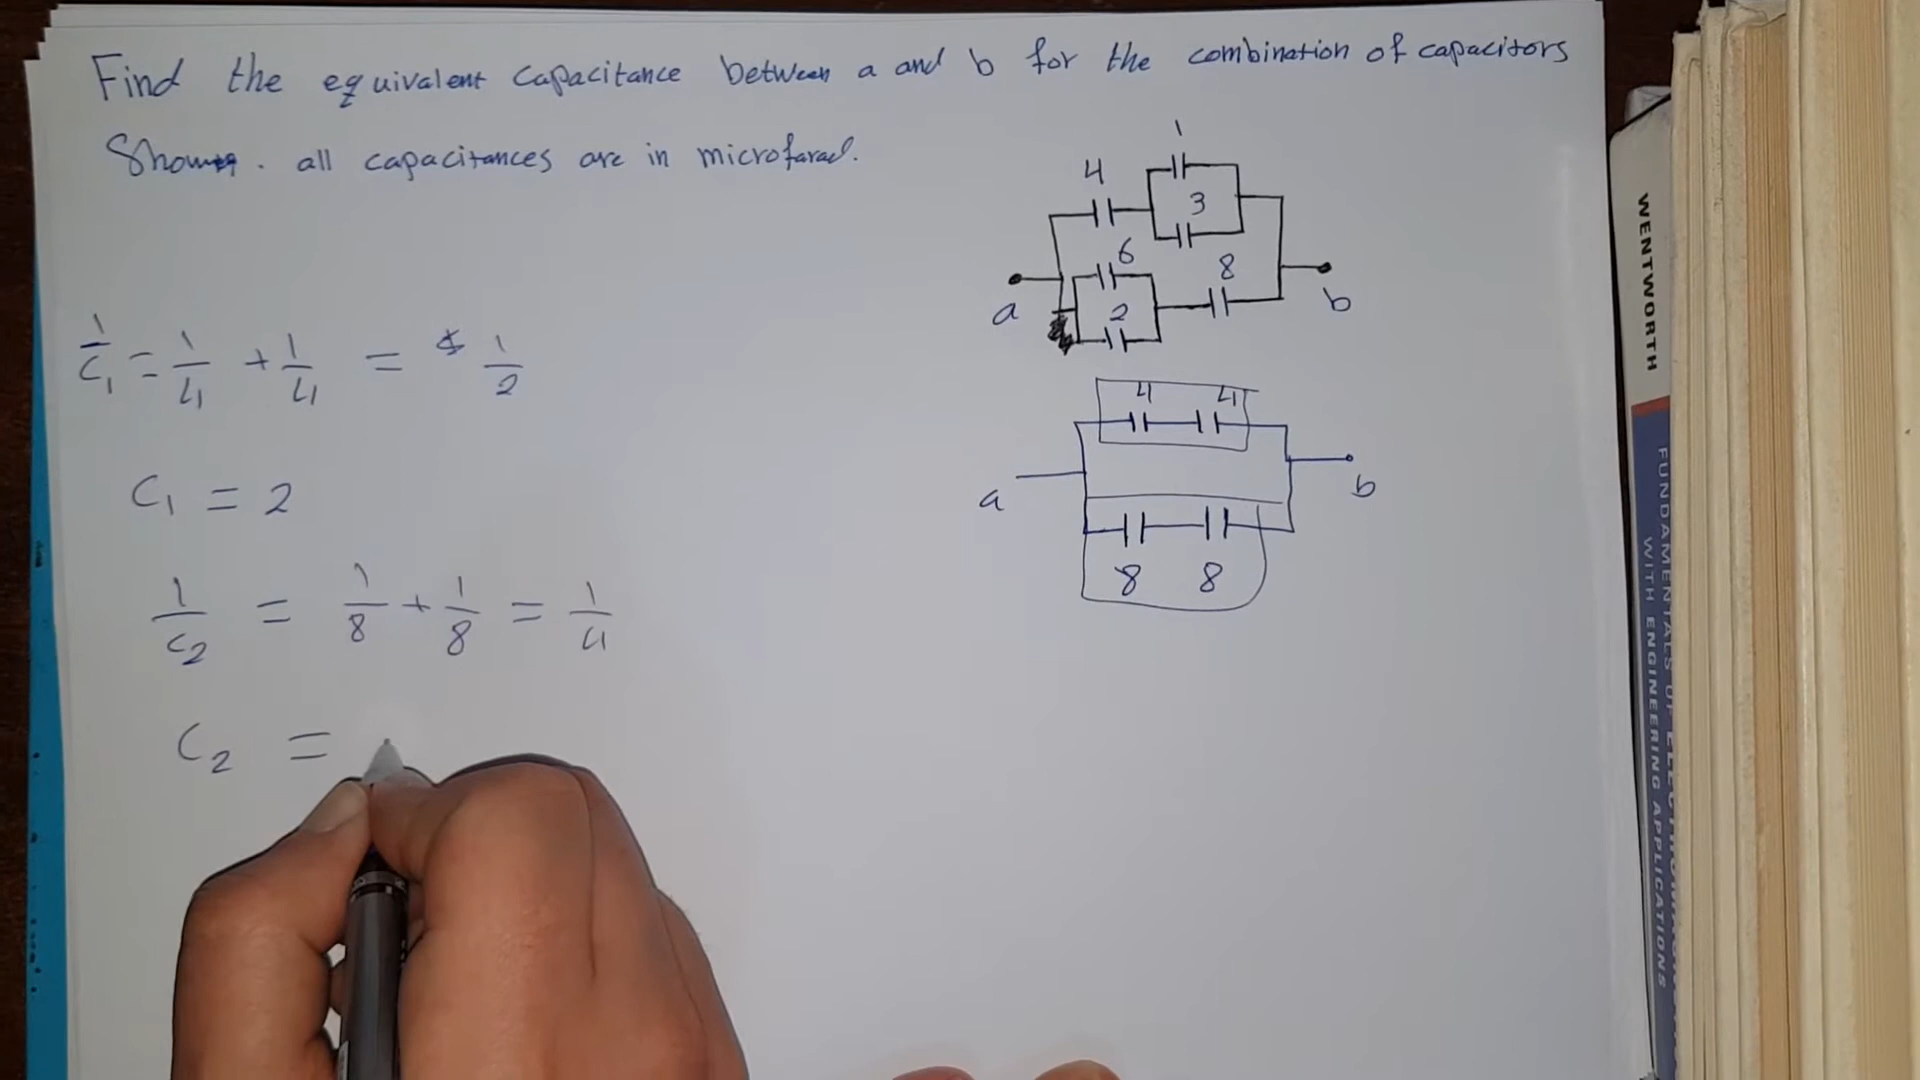 Find the equivalent capacitance between a and b for the combination of capacitors
Shown. all capacitances are in microfarad.
1
4
3
6
8
a
2
b
1/C1 = 1/4 + 1/4 = 1/2
4 4
a
b
8 8
C1 = 2
1/C2 = 1/8 + 1/8 = 1/4
C2 =
WENTWORTH
FUNDAMENTALS OF
WITH ENGINEERING APPLICATIONS